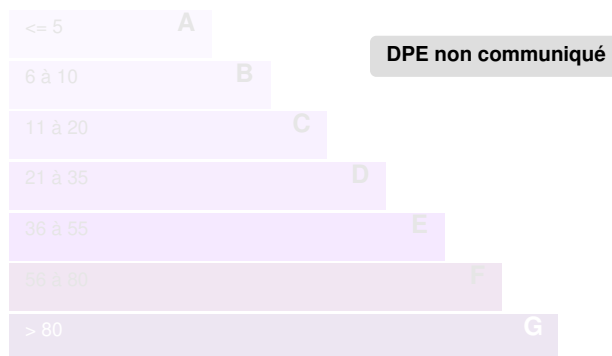 <= 5 A
DPE non communiqué
6 à 10 B
11 à 20 C
21 à 35 D
36 à 55 E
56 à 80 F
> 80 G